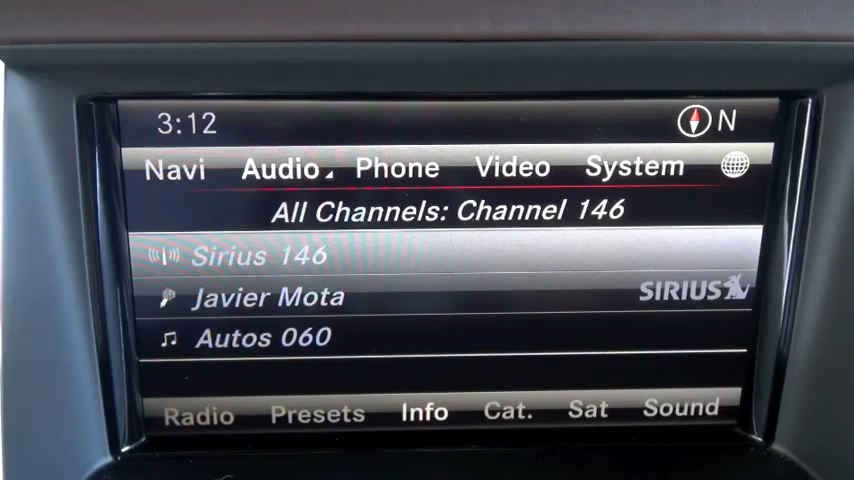 3:12 N
Navi Audio Phone Video System
All Channels: Channel 146
Sirius 146
Javier Mota SIRIUS
Autos 060
Radio Presets Info Cat. Sat Sound